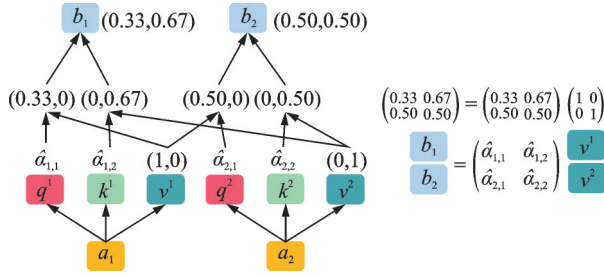 b₁ (0.33,0.67) b₂ (0.50,0.50)
(0.33,0) (0,0.67) (0.50,0) (0,0.50)
α̂₁,₁ α̂₁,₂ (1,0) α̂₂,₁ α̂₂,₂ (0,1)
q¹ k¹ v¹ q² k² v²
a₁ a₂
(0.33 0.67) = (0.33 0.67) (1 0)
(0.50 0.50) (0.50 0.50) (0 1)
b₁ = (α̂₁,₁ α̂₁,₂) v¹
b₂ (α̂₂,₁ α̂₂,₂) v²